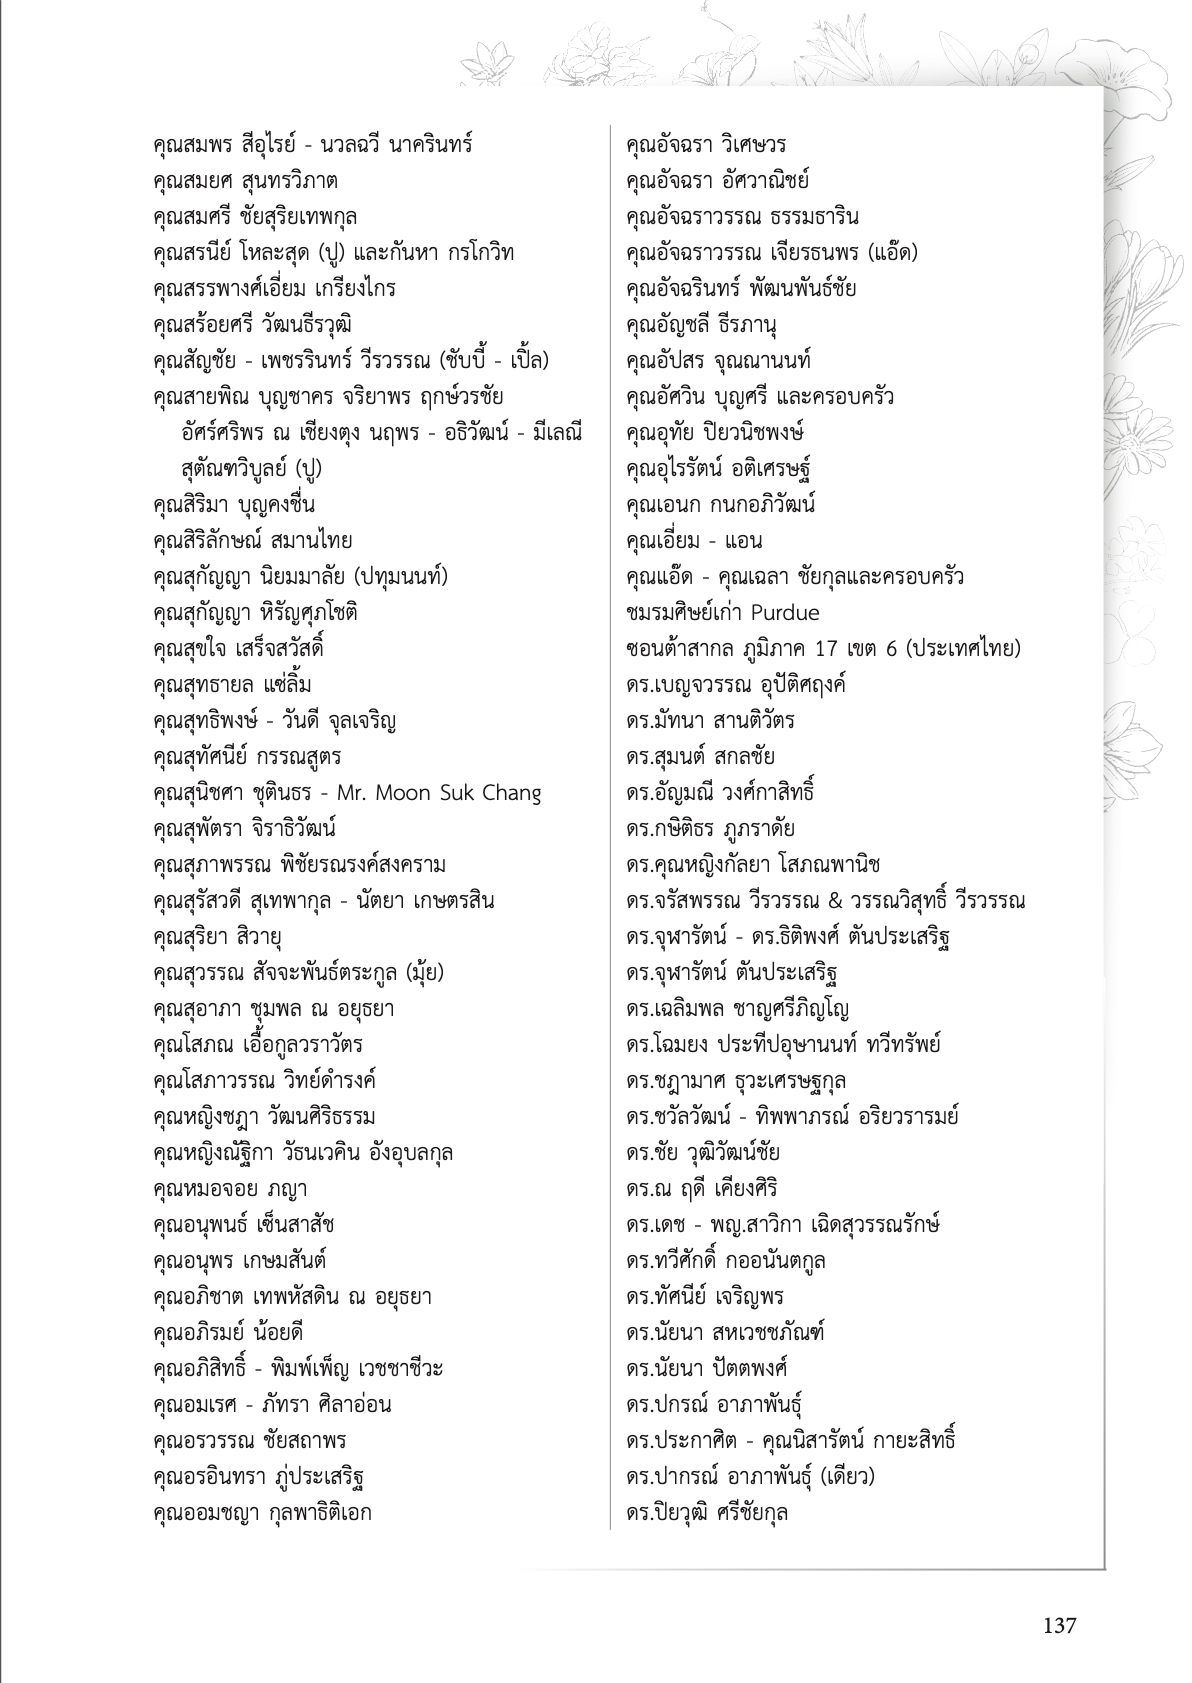 คุณสมพร สีอุไรย์ - นวลฉวี นาครินทร์
คุณสมยศ สุนทรวิภาต
คุณสมศรี ชัยสุริยเทพกุล
คุณสรนีย์ โหละสุด (ปู) และกันหา กรโกวิท
คุณสรรพางศ์เอี่ยม เกรียงไกร
คุณสร้อยศรี วัฒนธีรวุฒิ
คุณสัญชัย - เพชรรินทร์ วีรวรรณ (ชับบี้ - เปิ้ล)
คุณสายพิณ บุญชาคร จริยาพร ฤกษ์วรชัย
อัศร์ศริพร ณ เชียงตุง นฤพร - อธิวัฒน์ - มีเลณี
สุตัณฑวิบูลย์ (ปู)
คุณสิริมา บุญคงชื่น
คุณสิริลักษณ์ สมานไทย
คุณสุกัญญา นิยมมาลัย (ปทุมนนท์)
คุณสุกัญญา หิรัญศุภโชติ
คุณสุขใจ เสร็จสวัสดิ์
คุณสุทธายล แซ่ลิ้ม
คุณสุทธิพงษ์ - วันดี จุลเจริญ
คุณสุทัศนีย์ กรรณสูตร
คุณสุนิชศา ชุตินธร - Mr. Moon Suk Chang
คุณสุพัตรา จิราธิวัฒน์
คุณสุภาพรรณ พิชัยรณรงค์สงคราม
คุณสุรัสวดี สุเทพากุล - นัตยา เกษตรสิน
คุณสุริยา สิวายุ
คุณสุวรรณ สัจจะพันธ์ตระกูล (มุ้ย)
คุณสุอาภา ชุมพล ณ อยุธยา
คุณโสภณ เอื้อกูลวราวัตร
คุณโสภาวรรณ วิทย์ดำรงค์
คุณหญิงชฎา วัฒนศิริธรรม
คุณหญิงณัฐิกา วัธนเวคิน อังอุบลกุล
คุณหมอจอย ภญา
คุณอนุพนธ์ เซ็นสาสัช
คุณอนุพร เกษมสันต์
คุณอภิชาต เทพหัสดิน ณ อยุธยา
คุณอภิรมย์ น้อยดี
คุณอภิสิทธิ์ - พิมพ์เพ็ญ เวชชาชีวะ
คุณอมเรศ - ภัทรา ศิลาอ่อน
คุณอรวรรณ ชัยสถาพร
คุณอรอินทรา ภู่ประเสริฐ
คุณออมชญา กุลพาธิติเอก
คุณอัจฉรา วิเศษวร
คุณอัจฉรา อัศวาณิชย์
คุณอัจฉราวรรณ ธรรมธาริน
คุณอัจฉราวรรณ เจียรธนพร (แอ๊ด)
คุณอัจฉรินทร์ พัฒนพันธ์ชัย
คุณอัญชลี ธีรภานุ
คุณอัปสร จุณณานนท์
คุณอัศวิน บุญศรี และครอบครัว
คุณอุทัย ปิยวนิชพงษ์
คุณอุไรรัตน์ อติเศรษฐ์
คุณเอนก กนกอภิวัฒน์
คุณเอี่ยม - แอน
คุณแอ๊ด - คุณเฉลา ชัยกุลและครอบครัว
ชมรมศิษย์เก่า Purdue
ซอนต้าสากล ภูมิภาค 17 เขต 6 (ประเทศไทย)
ดร.เบญจวรรณ อุปัติศฤงค์
ดร.มัทนา สานติวัตร
ดร.สุมนต์ สกลชัย
ดร.อัญมณี วงศ์กาสิทธิ์
ดร.กษิติธร ภูภราดัย
ดร.คุณหญิงกัลยา โสภณพานิช
ดร.จรัสพรรณ วีรวรรณ & วรรณวิสุทธิ์ วีรวรรณ
ดร.จุฬารัตน์ - ดร.ธิติพงศ์ ตันประเสริฐ
ดร.จุฬารัตน์ ตันประเสริฐ
ดร.เฉลิมพล ชาญศรีภิญโญ
ดร.โฉมยง ประทีปอุษานนท์ ทวีทรัพย์
ดร.ชฎามาศ ธุวะเศรษฐกุล
ดร.ชวัลวัฒน์ - ทิพพาภรณ์ อริยวรารมย์
ดร.ชัย วุฒิวัฒน์ชัย
ดร.ณ ฤดี เคียงศิริ
ดร.เดช - พญ.สาวิกา เฉิดสุวรรณรักษ์
ดร.ทวีศักดิ์ กออนันตกูล
ดร.ทัศนีย์ เจริญพร
ดร.นัยนา สหเวชชภัณฑ์
ดร.นัยนา ปัตตพงศ์
ดร.ปกรณ์ อาภาพันธุ์
ดร.ประกาศิต - คุณนิสารัตน์ กายะสิทธิ์
ดร.ปากรณ์ อาภาพันธุ์ (เดียว)
ดร.ปิยวุฒิ ศรีชัยกุล
137